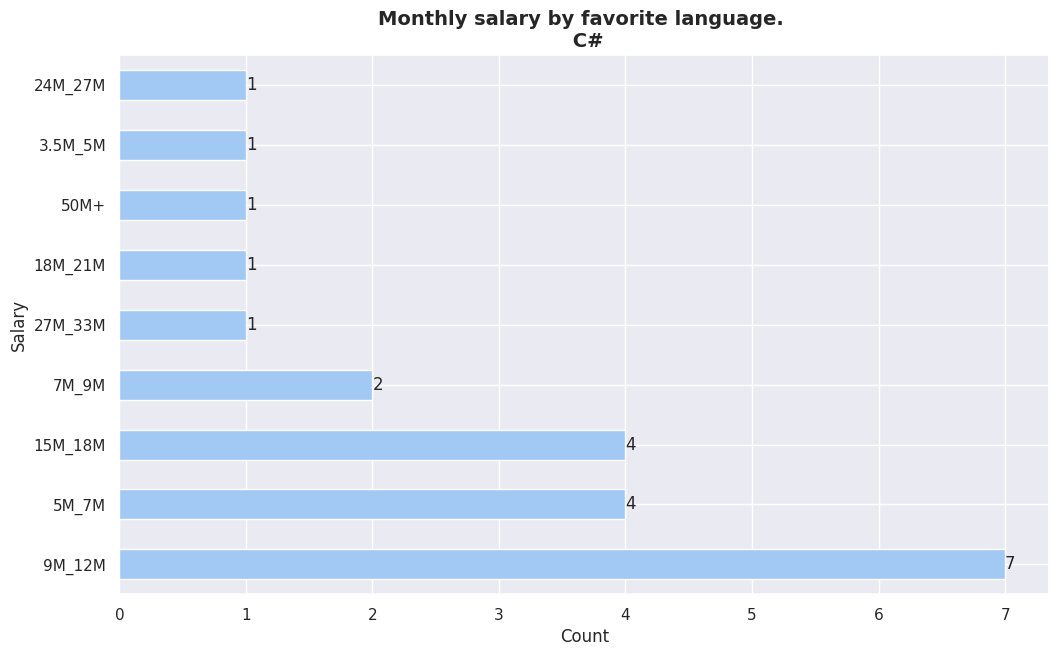 Monthly salary by favorite language.
C#
24M_27M
1
3.5M_5M
1
50M+
1
18M_21M
1
27M_33M
1
7M_9M
2
15M_18M
4
5M_7M
4
9M_12M
7
Salary
0 1 2 3 4 5 6 7
Count